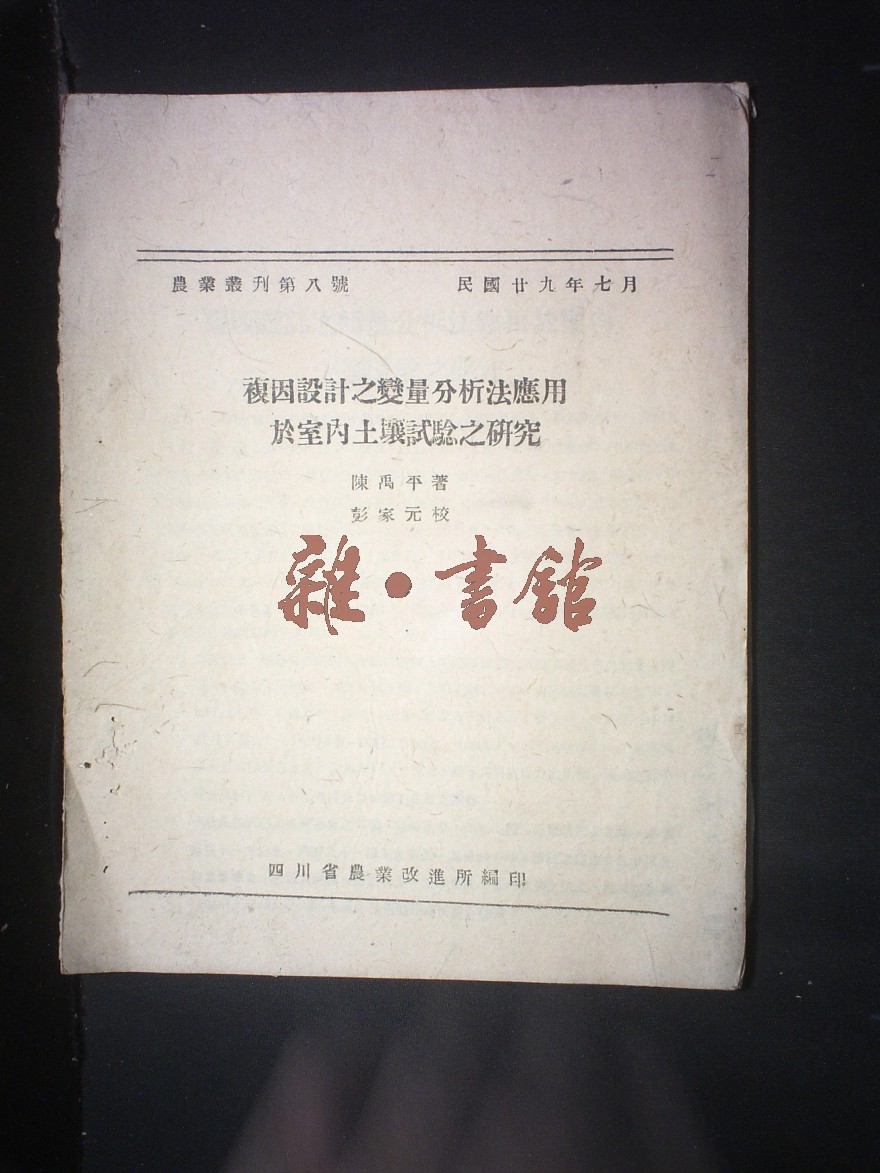 農業叢刊第八號 民國廿九年七月
複因設計之變量分析法應用
於室內土壤試驗之研究
陳禹平著
彭家元校
雜·書館
四川省農業改進所編印